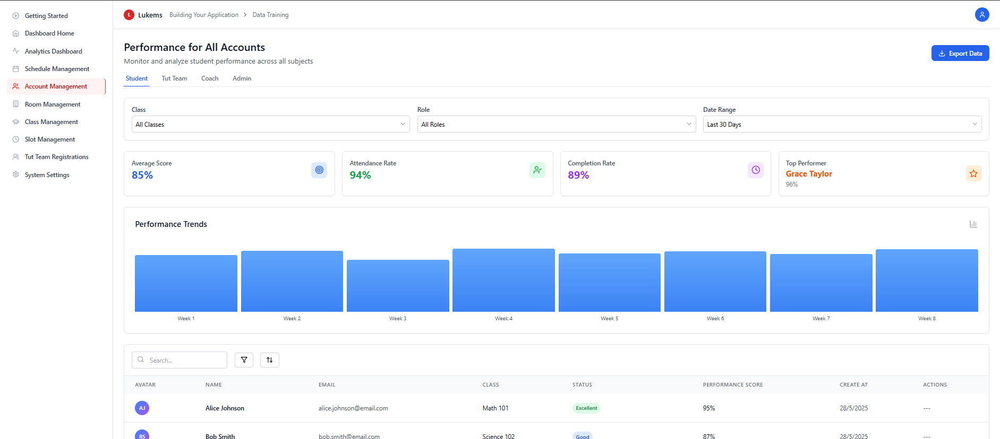 Getting Started
Dashboard Home
Analytics Dashboard
Schedule Management
Account Management
Room Management
Class Management
Slot Management
Tut Team Registrations
System Settings
L Lukems Building Your Application > Data Training
Performance for All Accounts
Monitor and analyze student performance across all subjects
Export Data
Student Tut Team Coach Admin
Class Role Date Range
All Classes All Roles Last 30 Days
Average Score
85%
Attendance Rate
94%
Completion Rate
89%
Top Performer
Grace Taylor
96%
Performance Trends
Week 1 Week 2 Week 3 Week 4 Week 5 Week 6 Week 7 Week 8
Search...
AVATAR NAME EMAIL CLASS STATUS PERFORMANCE SCORE CREATE AT ACTIONS
AJ Alice Johnson alice.johnson@email.com Math 101 Excellent 95% 28/5/2025 ---
BS Bob Smith bob.smith@email.com Science 102 Good 87% 28/5/2025 ---